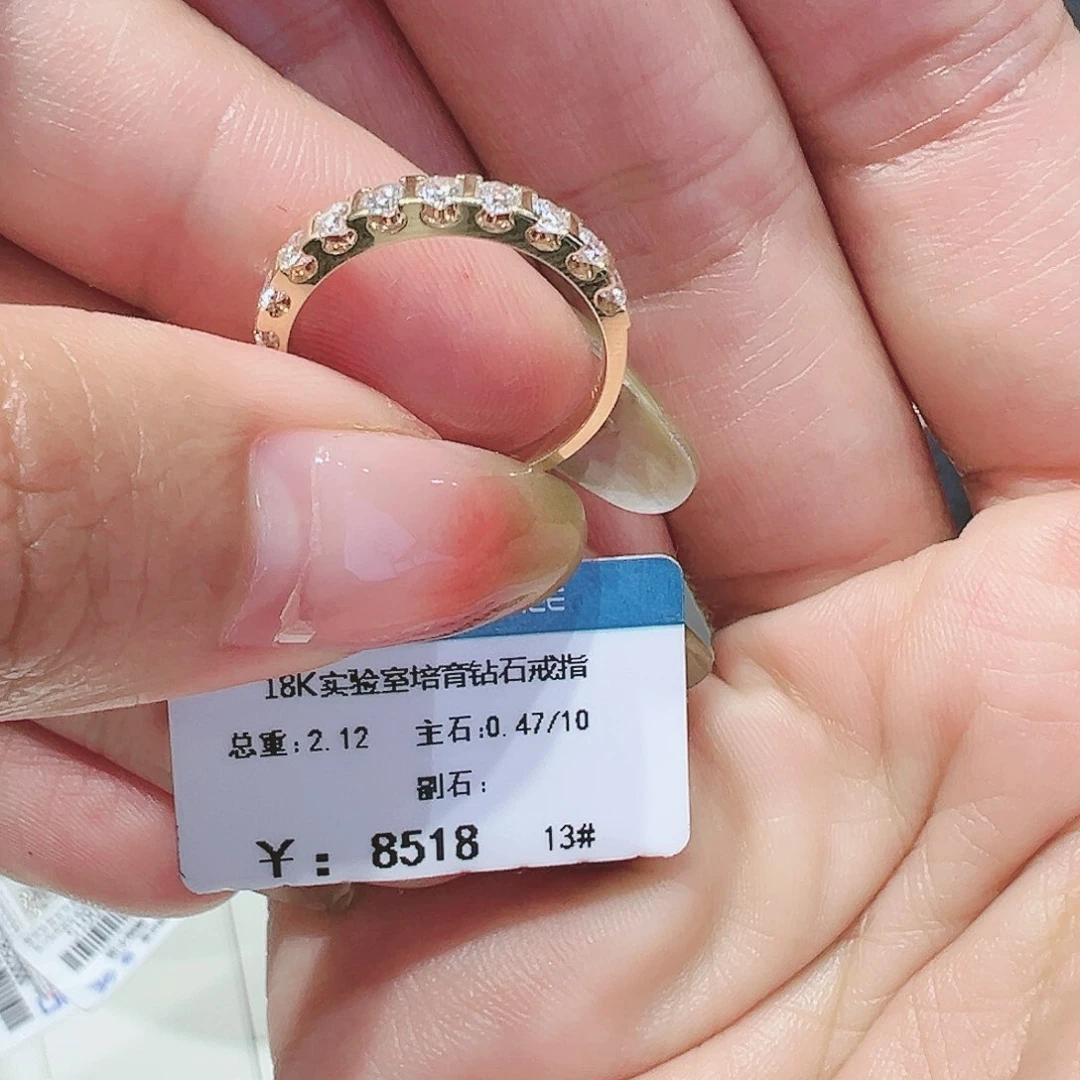 18K实验室培育钻石戒指
总重:2.12 主石:0.47/10
副石:
¥: 8518 13#